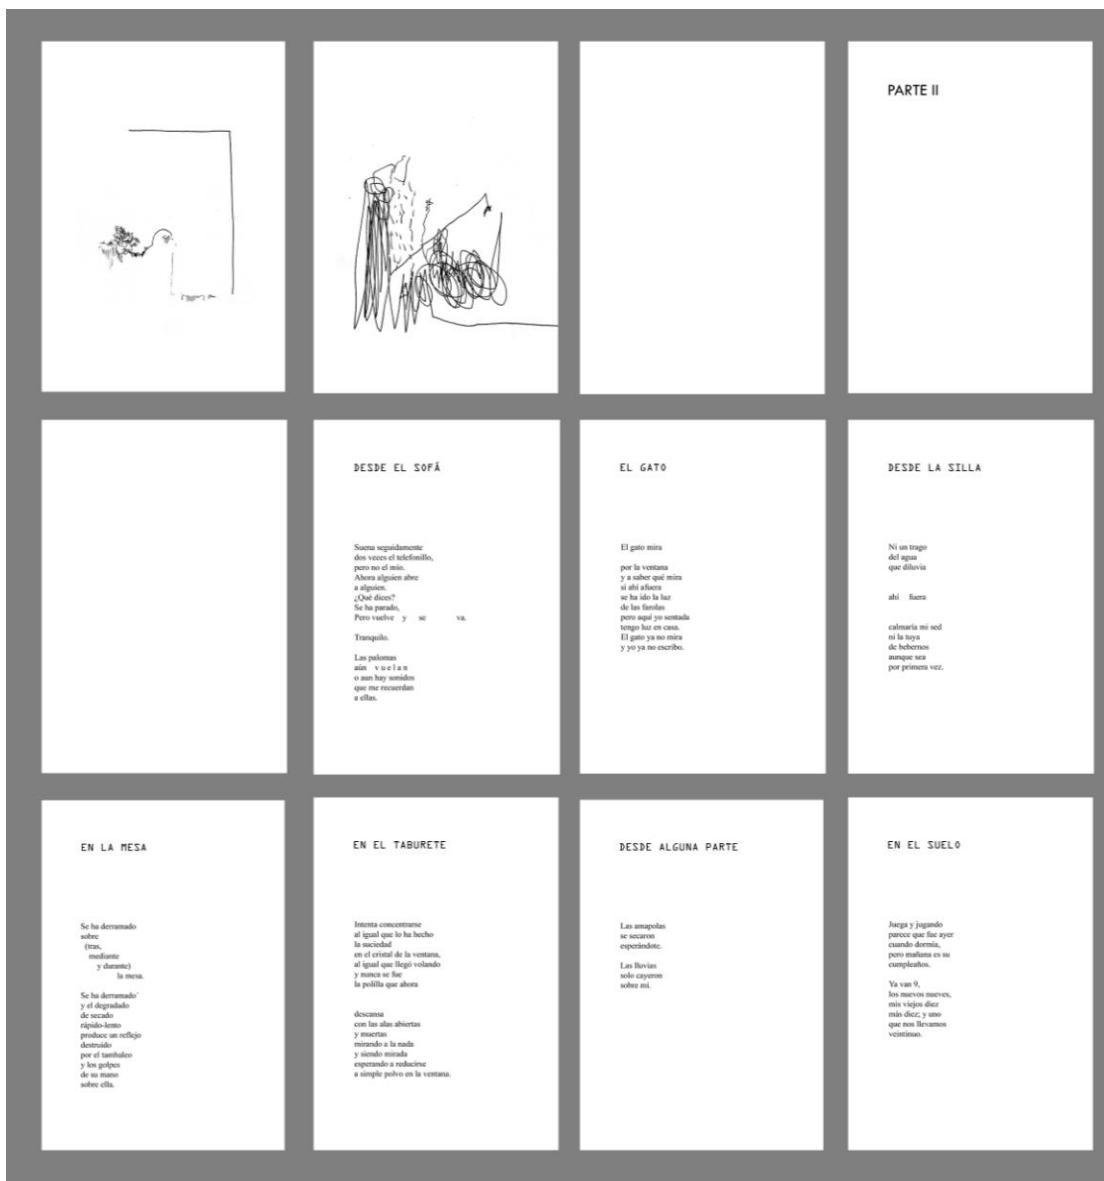 PARTE II
DESDE EL SOFÁ
Suena seguidamente
dos veces el telefonillo,
pero no el mío.
Ahora alguien abre
a alguien.
¿Qué dices?
Se ha parado,
Pero vuelve y se va.
Tranquilo.
Las palomas
aún v u e l a n
o aun hay sonidos
que me recuerdan
a ellas.
EL GATO
El gato mira
por la ventana
y a saber qué mira
si ahí afuera
se ha ido la luz
de las farolas
pero aquí yo sentada
tengo luz en casa.
El gato ya no mira
y yo ya no escribo.
DESDE LA SILLA
Ni un trago
del agua
que diluvia
ahí fuera
calmaría mi sed
ni la tuya
de bebernos
aunque sea
por primera vez.
EN LA MESA
Se ha derramado
sobre
(tras,
mediante
y durante)
la mesa.
Se ha derramado´
y el degradado
de secado
rápido-lento
produce un reflejo
destruido
por el tambaleo
y los golpes
de su mano
sobre ella.
EN EL TABURETE
Intenta concentrarse
al igual que lo ha hecho
la suciedad
en el cristal de la ventana,
al igual que llegó volando
y nunca se fue
la polilla que ahora
descansa
con las alas abiertas
y muertas
mirando a la nada
y siendo mirada
esperando a reducirse
a simple polvo en la ventana.
DESDE ALGUNA PARTE
Las amapolas
se secaron
esperándote.
Las lluvias
solo cayeron
sobre mí.
EN EL SUELO
Juega y jugando
parece que fue ayer
cuando dormía,
pero mañana es su
cumpleaños.
Ya van 9,
los nuevos nueves,
mis viejos diez
más diez; y uno
que nos llevamos
veintiuno.